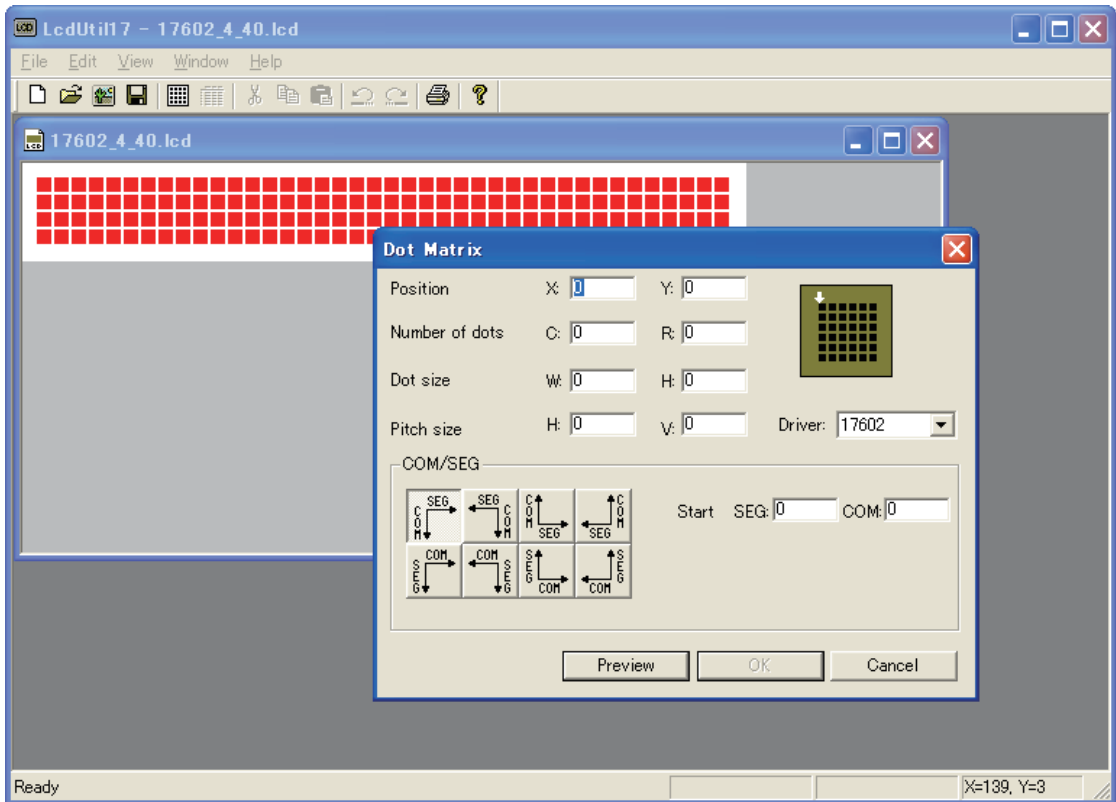 LCD LcdUtil17 - 17602_4_40.lcd
File Edit View Window Help
17602_4_40.lcd
Dot Matrix
Position X: 0 Y: 0
Number of dots C: 0 R: 0
Dot size W: 0 H: 0
Pitch size H: 0 V: 0 Driver: 17602
COM/SEG
SEG COM SEG COM COM SEG COM SEG
Start SEG: 0 COM: 0
COM SEG COM SEG SEG COM SEG COM
Preview OK Cancel
Ready X=139, Y=3